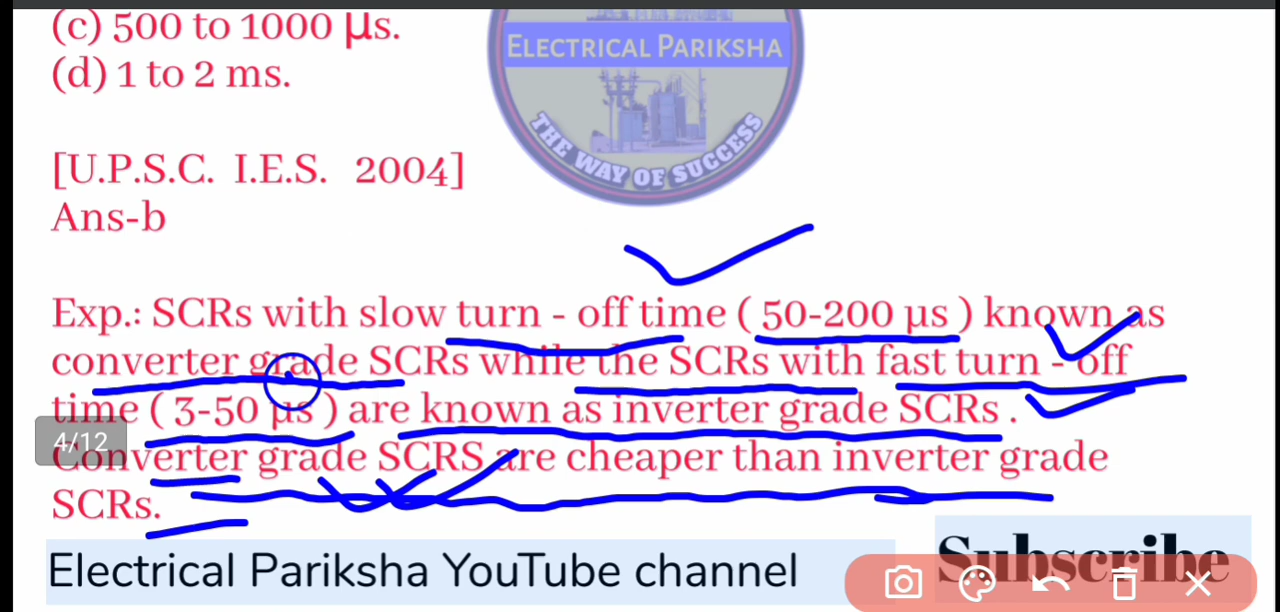 (c) 500 to 1000 μs.
(d) 1 to 2 ms.
ELECTRICAL PARIKSHA
THE WAY OF SUCCESS
[U.P.S.C. I.E.S. 2004]
Ans-b
Exp.: SCRs with slow turn - off time ( 50-200 μs ) known as
converter grade SCRs while the SCRs with fast turn - off
time ( 3-50 μs ) are known as inverter grade SCRs .
4/12
Converter grade SCRS are cheaper than inverter grade
SCRs.
Electrical Pariksha YouTube channel
Subscribe